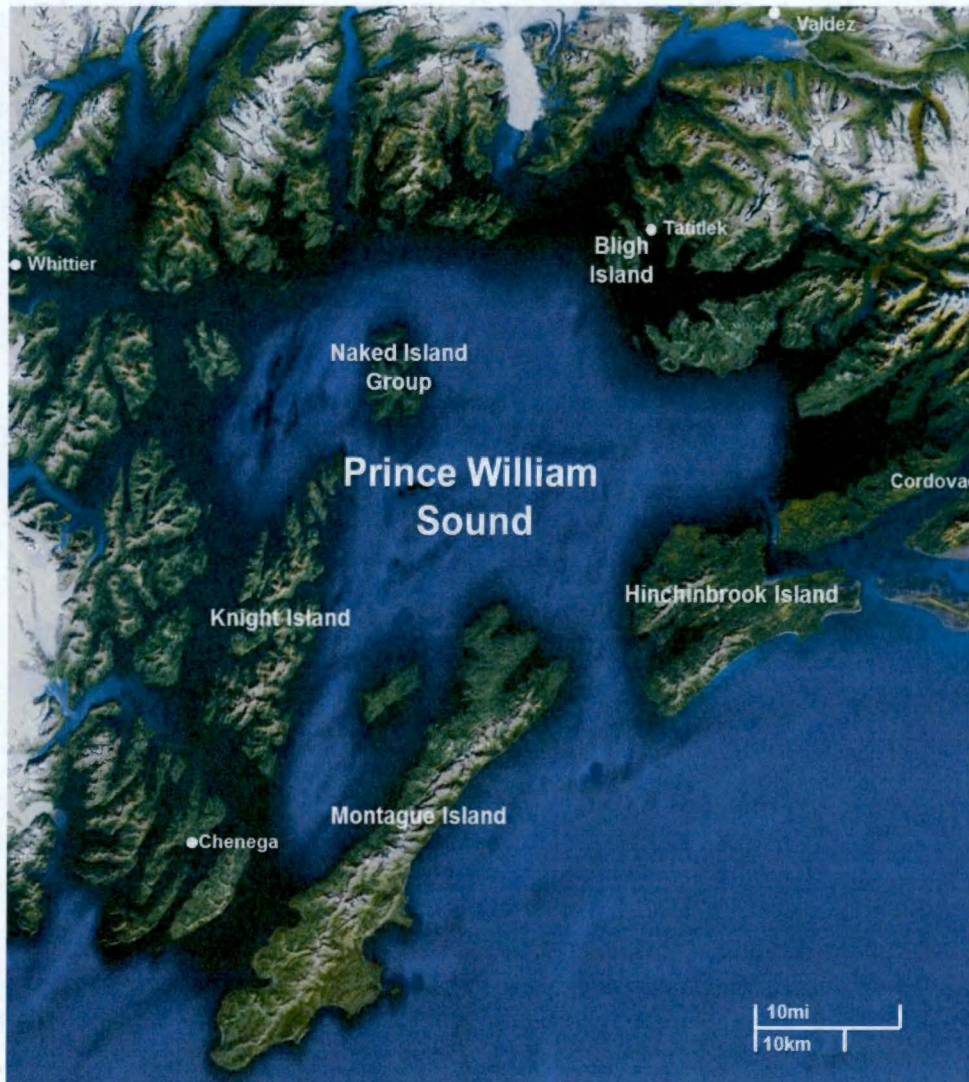 Valdez
Tatitlek
Bligh
Island
Whittier
Naked Island
Group
Prince William
Sound
Cordova
Hinchinbrook Island
Knight Island
Montague Island
Chenega
10mi
10km